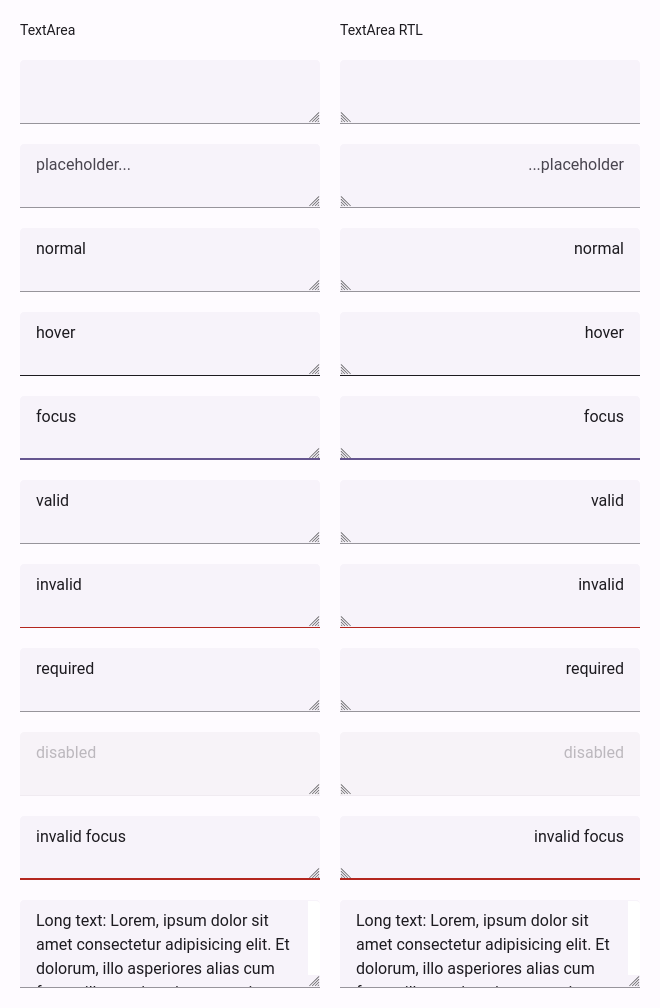 TextArea
TextArea RTL
placeholder...
...placeholder
normal
normal
hover
hover
focus
focus
valid
valid
invalid
invalid
required
required
disabled
disabled
invalid focus
invalid focus
Long text: Lorem, ipsum dolor sit
amet consectetur adipisicing elit. Et
dolorum, illo asperiores alias cum
Long text: Lorem, ipsum dolor sit
amet consectetur adipisicing elit. Et
dolorum, illo asperiores alias cum